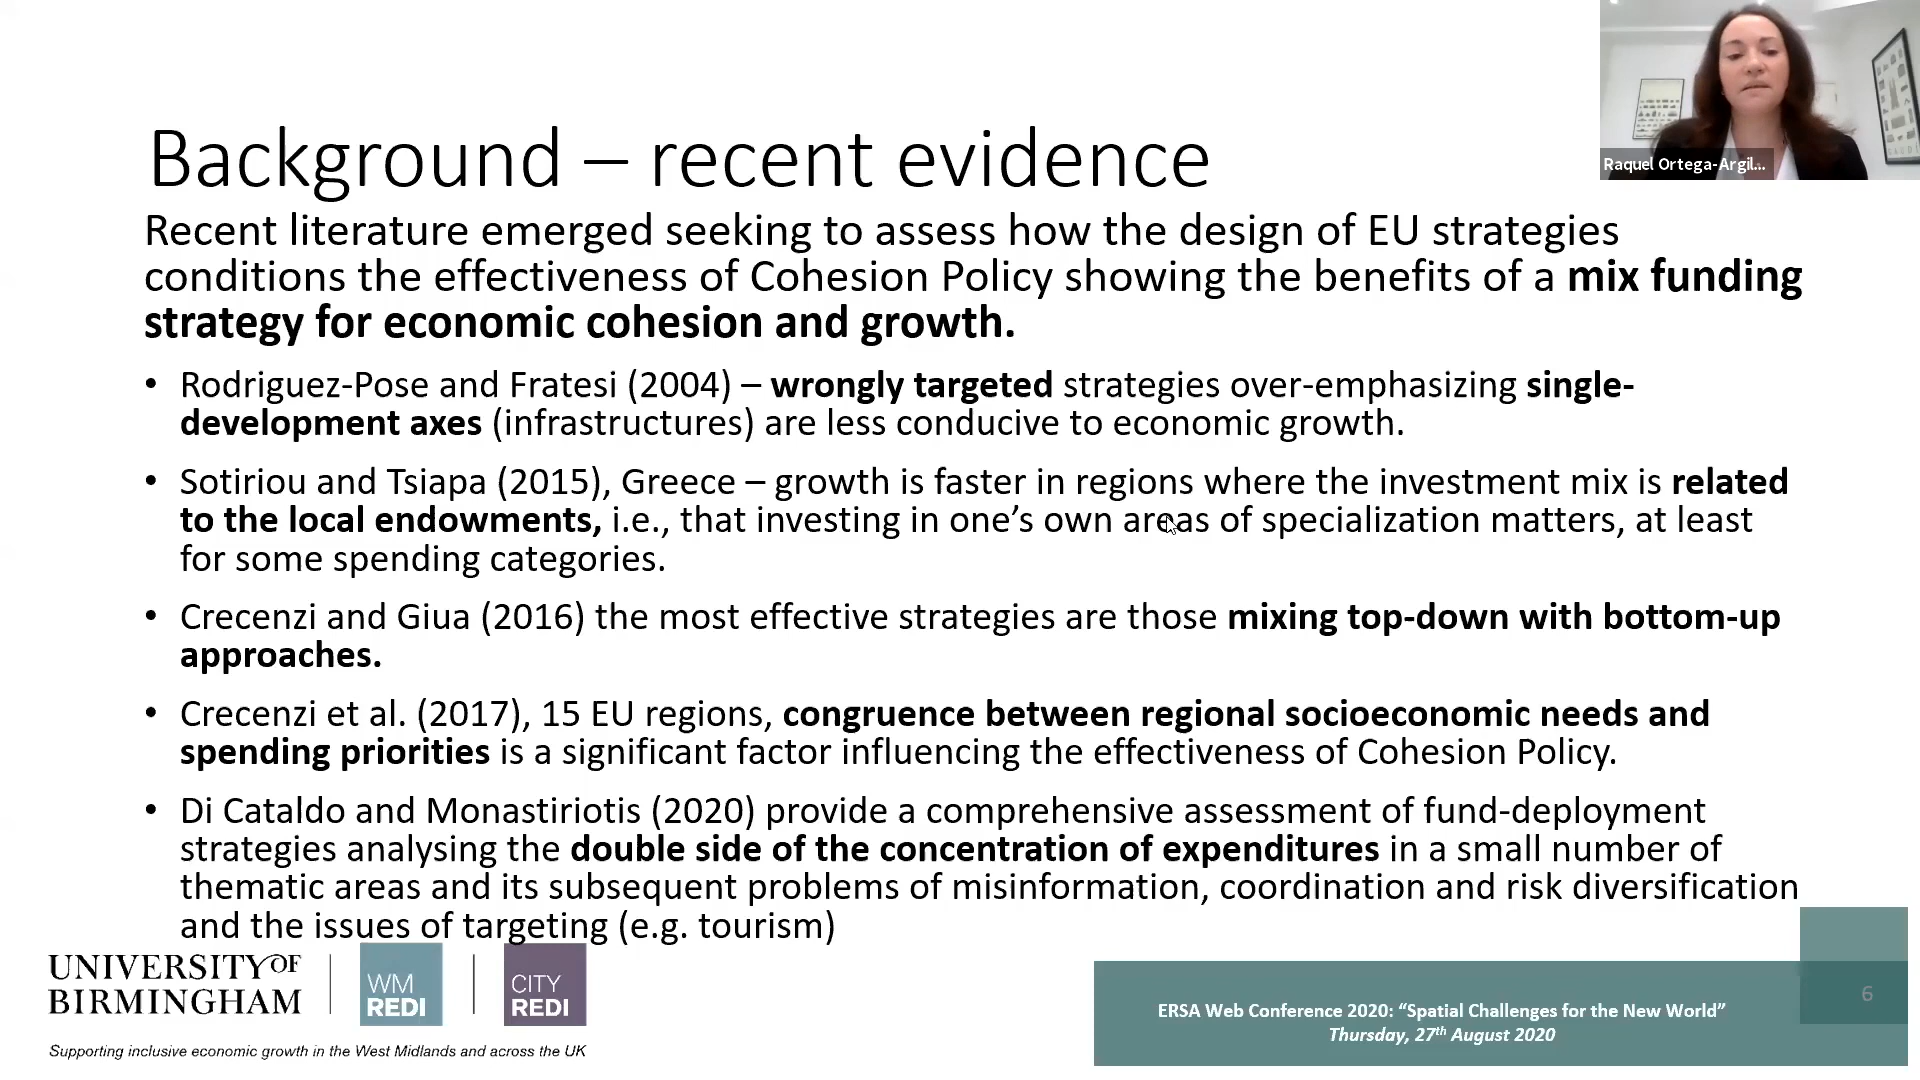 Raquel Ortega-Argil...
Background – recent evidence
Recent literature emerged seeking to assess how the design of EU strategies
conditions the effectiveness of Cohesion Policy showing the benefits of a mix funding
strategy for economic cohesion and growth.
• Rodriguez-Pose and Fratesi (2004) – wrongly targeted strategies over-emphasizing single-
development axes (infrastructures) are less conducive to economic growth.
• Sotiriou and Tsiapa (2015), Greece – growth is faster in regions where the investment mix is related
to the local endowments, i.e., that investing in one’s own areas of specialization matters, at least
for some spending categories.
• Crecenzi and Giua (2016) the most effective strategies are those mixing top-down with bottom-up
approaches.
• Crecenzi et al. (2017), 15 EU regions, congruence between regional socioeconomic needs and
spending priorities is a significant factor influencing the effectiveness of Cohesion Policy.
• Di Cataldo and Monastiriotis (2020) provide a comprehensive assessment of fund-deployment
strategies analysing the double side of the concentration of expenditures in a small number of
thematic areas and its subsequent problems of misinformation, coordination and risk diversification
and the issues of targeting (e.g. tourism)
UNIVERSITY OF
BIRMINGHAM
WM
REDI
CITY
REDI
Supporting inclusive economic growth in the West Midlands and across the UK
ERSA Web Conference 2020: “Spatial Challenges for the New World”
Thursday, 27th August 2020
6